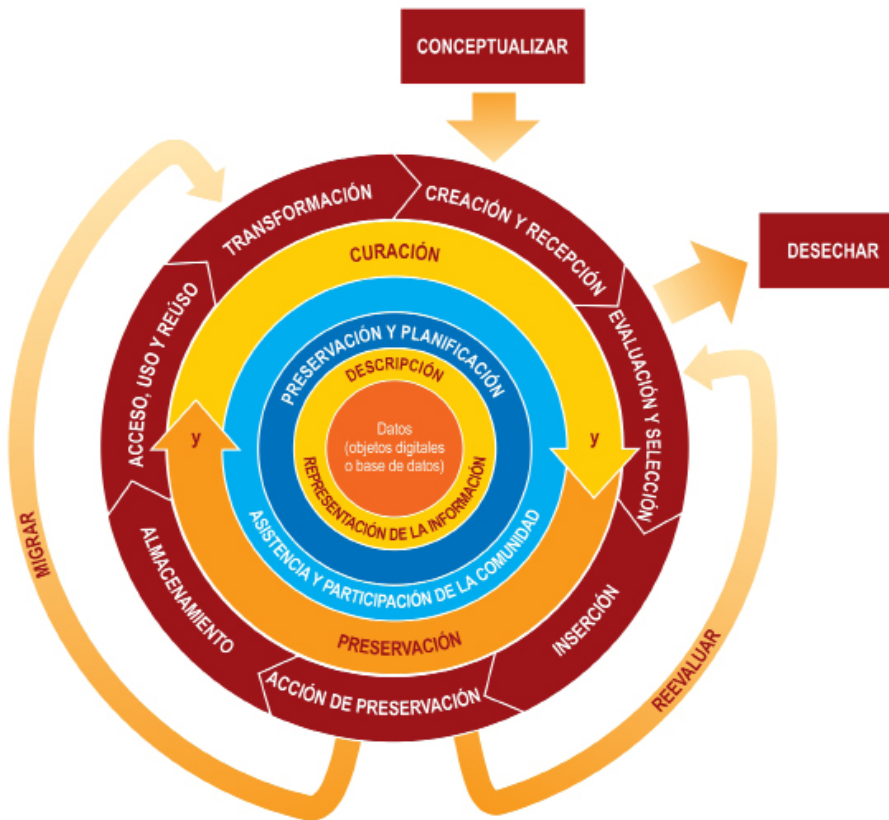 CONCEPTUALIZAR
DESECHAR
TRANSFORMACIÓN
CREACIÓN Y RECEPCIÓN
EVALUACIÓN Y SELECCIÓN
INSERCIÓN
ACCIÓN DE PRESERVACIÓN
ALMACENAMIENTO
ACCESO, USO Y REÚSO
CURACIÓN
y
y
PRESERVACIÓN
PRESERVACIÓN Y PLANIFICACIÓN
ASISTENCIA Y PARTICIPACIÓN DE LA COMUNIDAD
DESCRIPCIÓN
REPRESENTACIÓN DE LA INFORMACIÓN
Datos
(objetos digitales
o base de datos)
MIGRAR
REEVALUAR